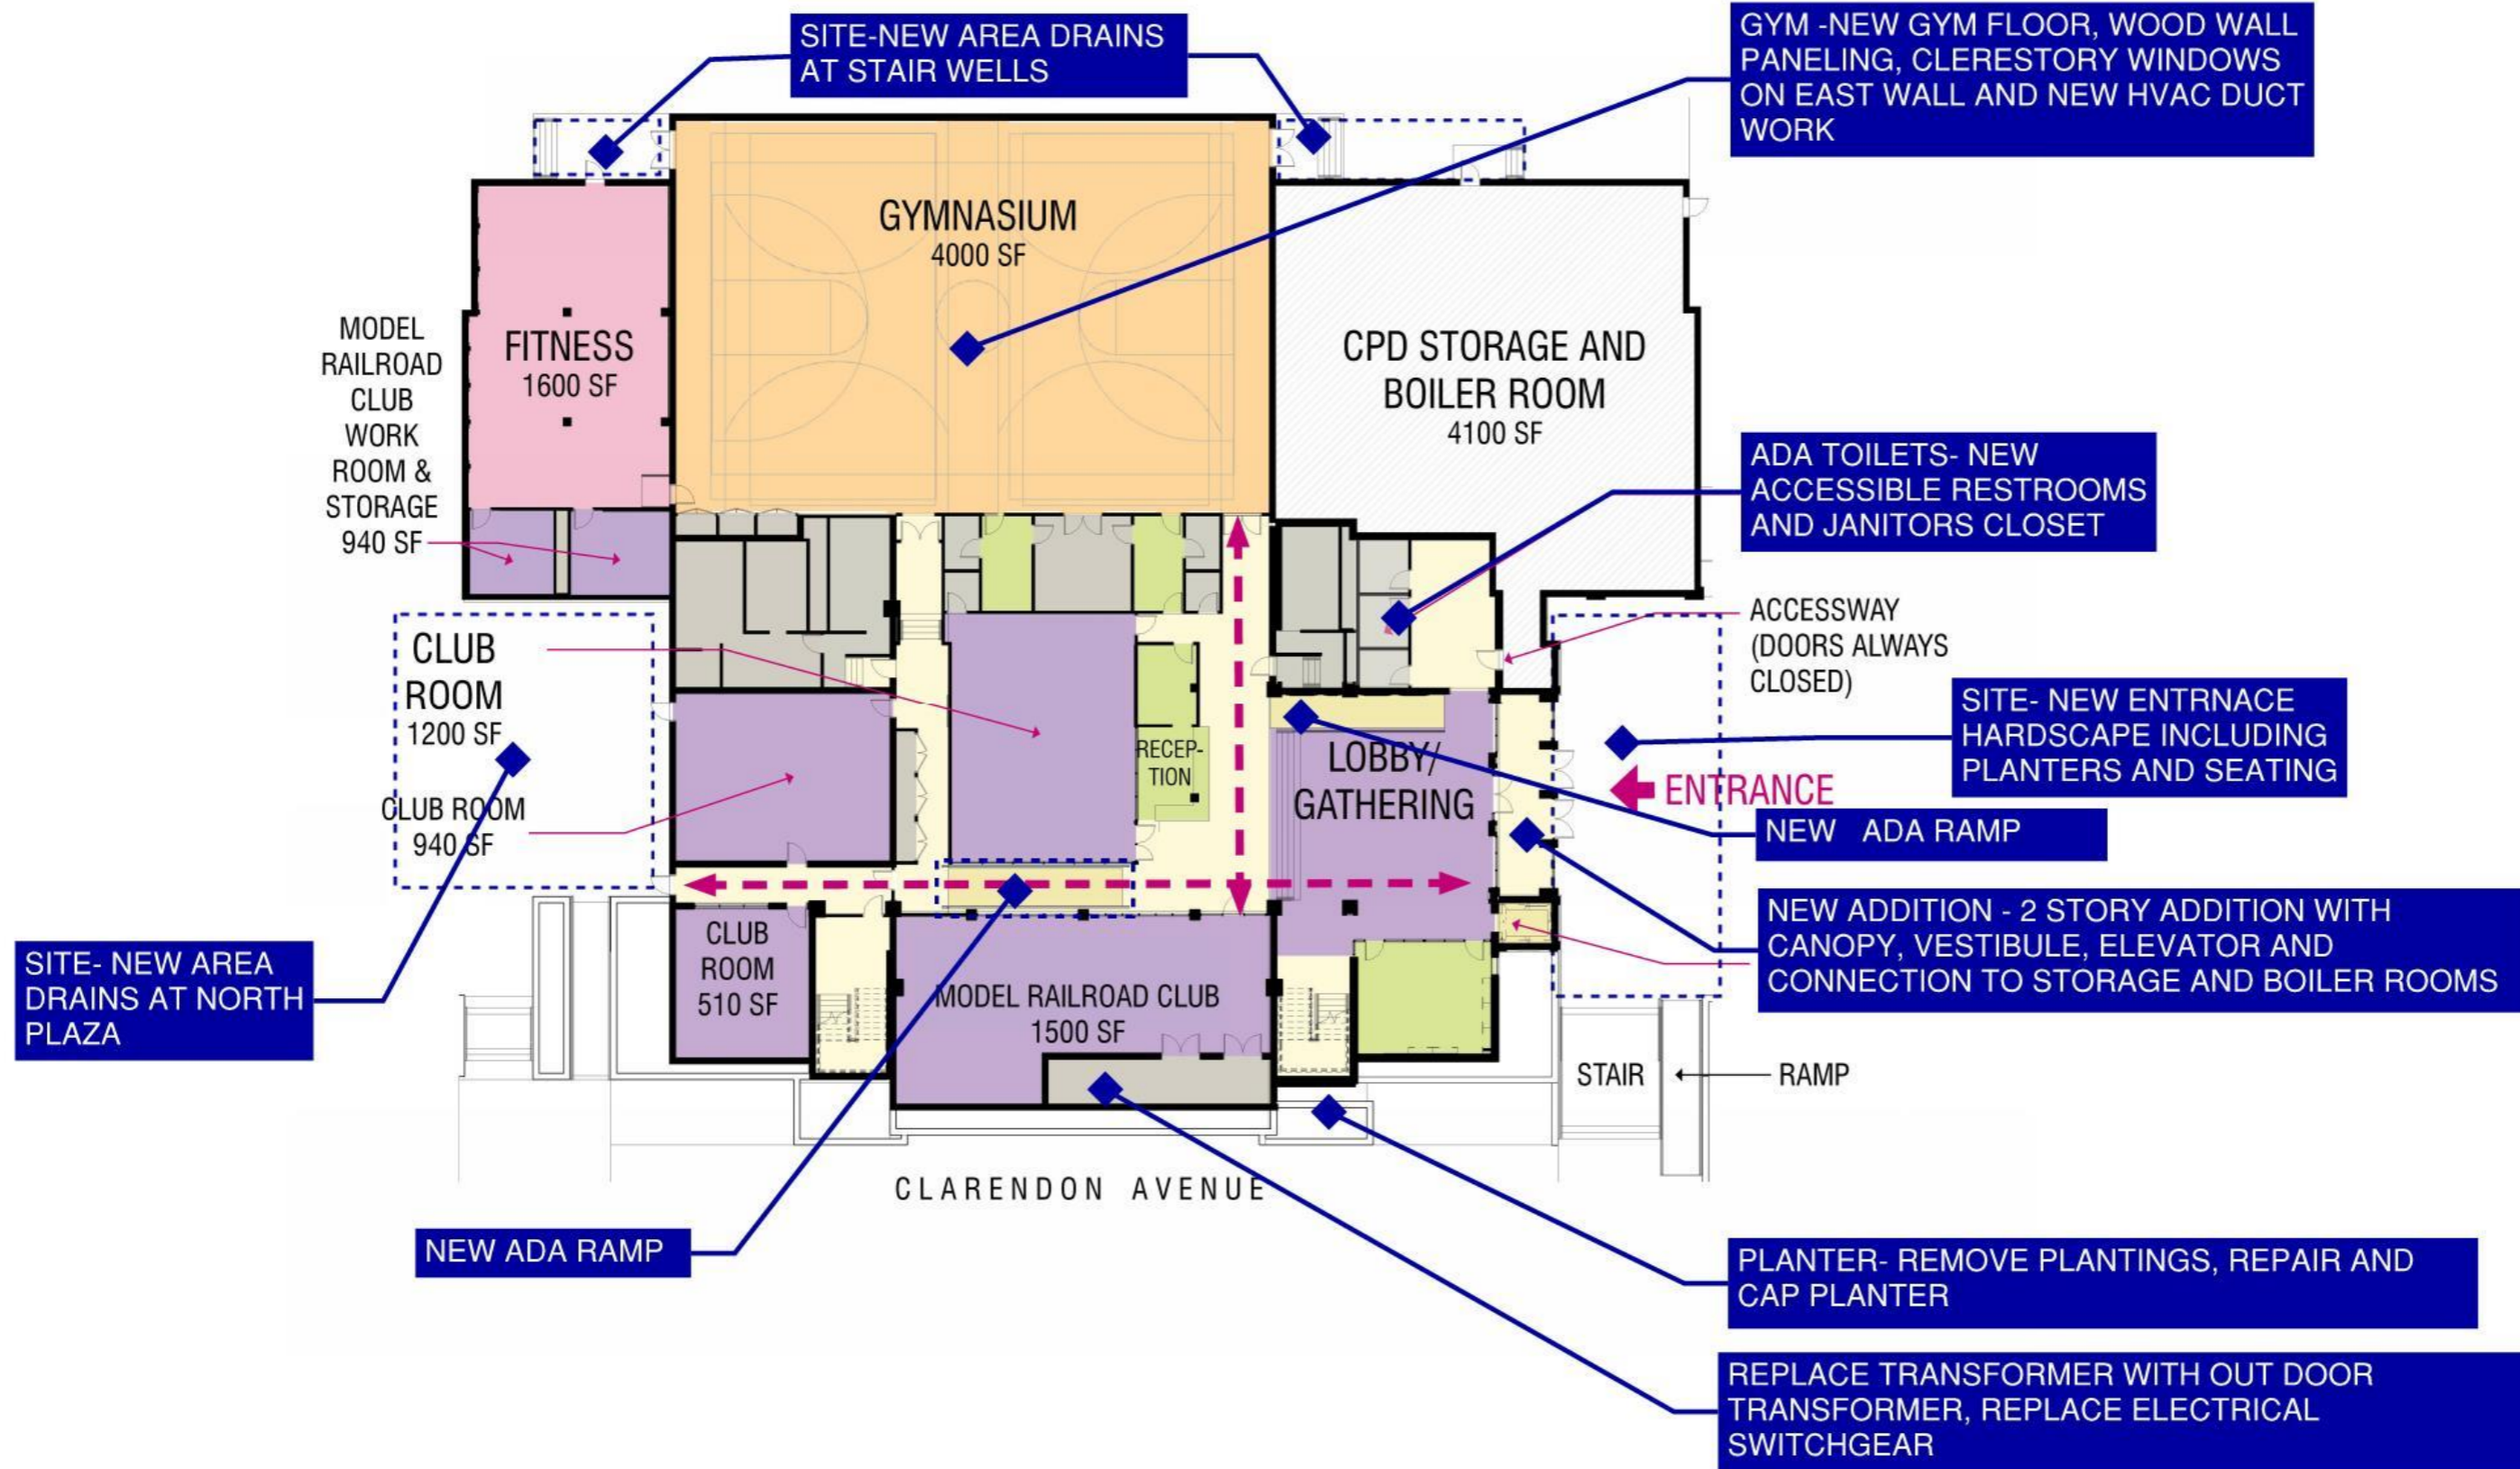 SITE-NEW AREA DRAINS
AT STAIR WELLS
GYM -NEW GYM FLOOR, WOOD WALL
PANELING, CLERESTORY WINDOWS
ON EAST WALL AND NEW HVAC DUCT
WORK
GYMNASIUM
4000 SF
MODEL
RAILROAD
CLUB
WORK
ROOM &
STORAGE
940 SF
FITNESS
1600 SF
CPD STORAGE AND
BOILER ROOM
4100 SF
ADA TOILETS- NEW
ACCESSIBLE RESTROOMS
AND JANITORS CLOSET
ACCESSWAY
(DOORS ALWAYS
CLOSED)
CLUB
ROOM
1200 SF
CLUB ROOM
940 SF
RECEP-
TION
LOBBY/
GATHERING
ENTRANCE
SITE- NEW ENTRNACE
HARDSCAPE INCLUDING
PLANTERS AND SEATING
NEW ADA RAMP
NEW ADDITION - 2 STORY ADDITION WITH
CANOPY, VESTIBULE, ELEVATOR AND
CONNECTION TO STORAGE AND BOILER ROOMS
SITE- NEW AREA
DRAINS AT NORTH
PLAZA
CLUB
ROOM
510 SF
MODEL RAILROAD CLUB
1500 SF
STAIR
RAMP
CLARENDON AVENUE
NEW ADA RAMP
PLANTER- REMOVE PLANTINGS, REPAIR AND
CAP PLANTER
REPLACE TRANSFORMER WITH OUT DOOR
TRANSFORMER, REPLACE ELECTRICAL
SWITCHGEAR